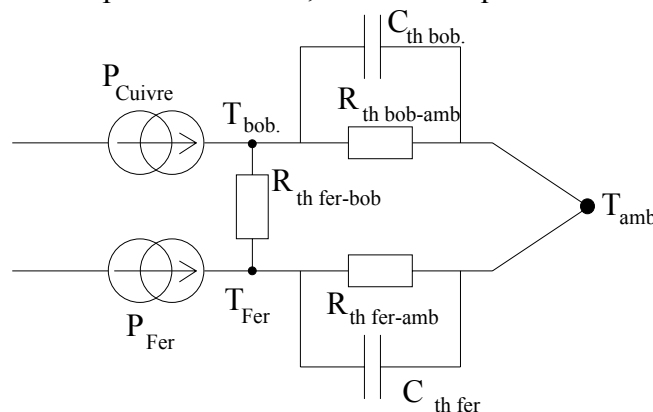 C th bob.
P Cuivre
R th bob-amb
T bob.
R th fer-bob
T amb
T Fer
R th fer-amb
P Fer
C th fer